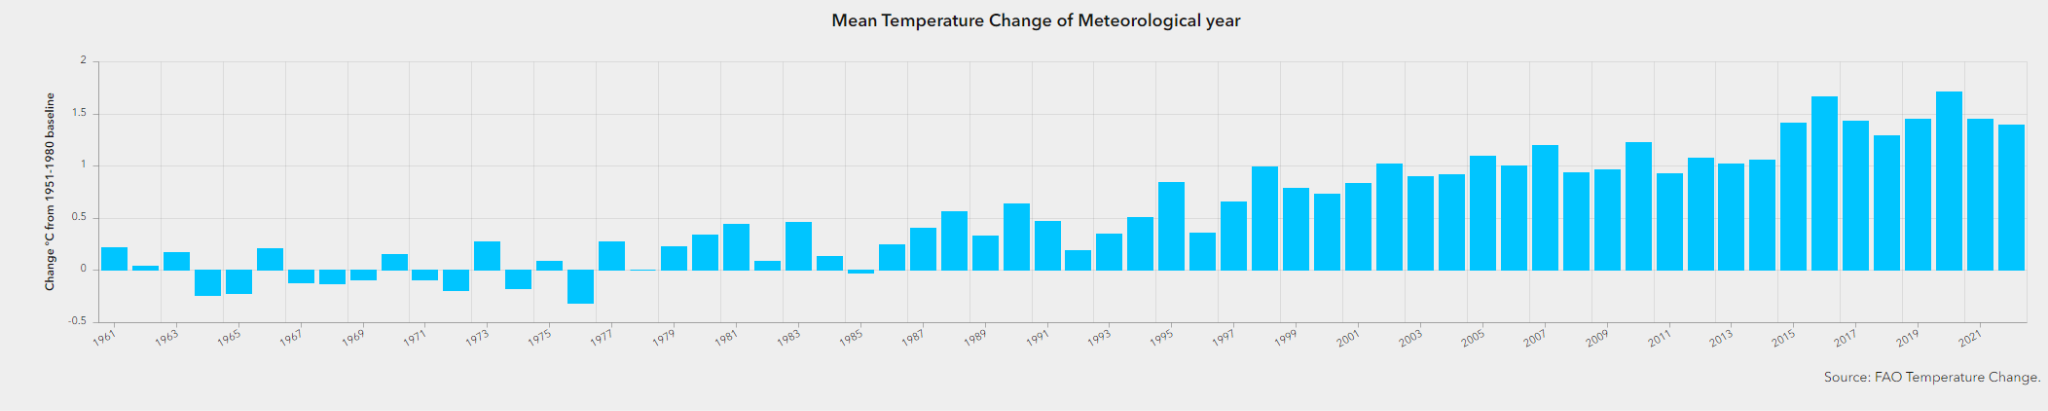 Mean Temperature Change of Meteorological year
Change °C from 1951-1980 baseline
2
1.5
1
0.5
0
-0.5
1961 1963 1965 1967 1969 1971 1973 1975 1977 1979 1981 1983 1985 1987 1989 1991 1993 1995 1997 1999 2001 2003 2005 2007 2009 2011 2013 2015 2017 2019 2021
Source: FAO Temperature Change.